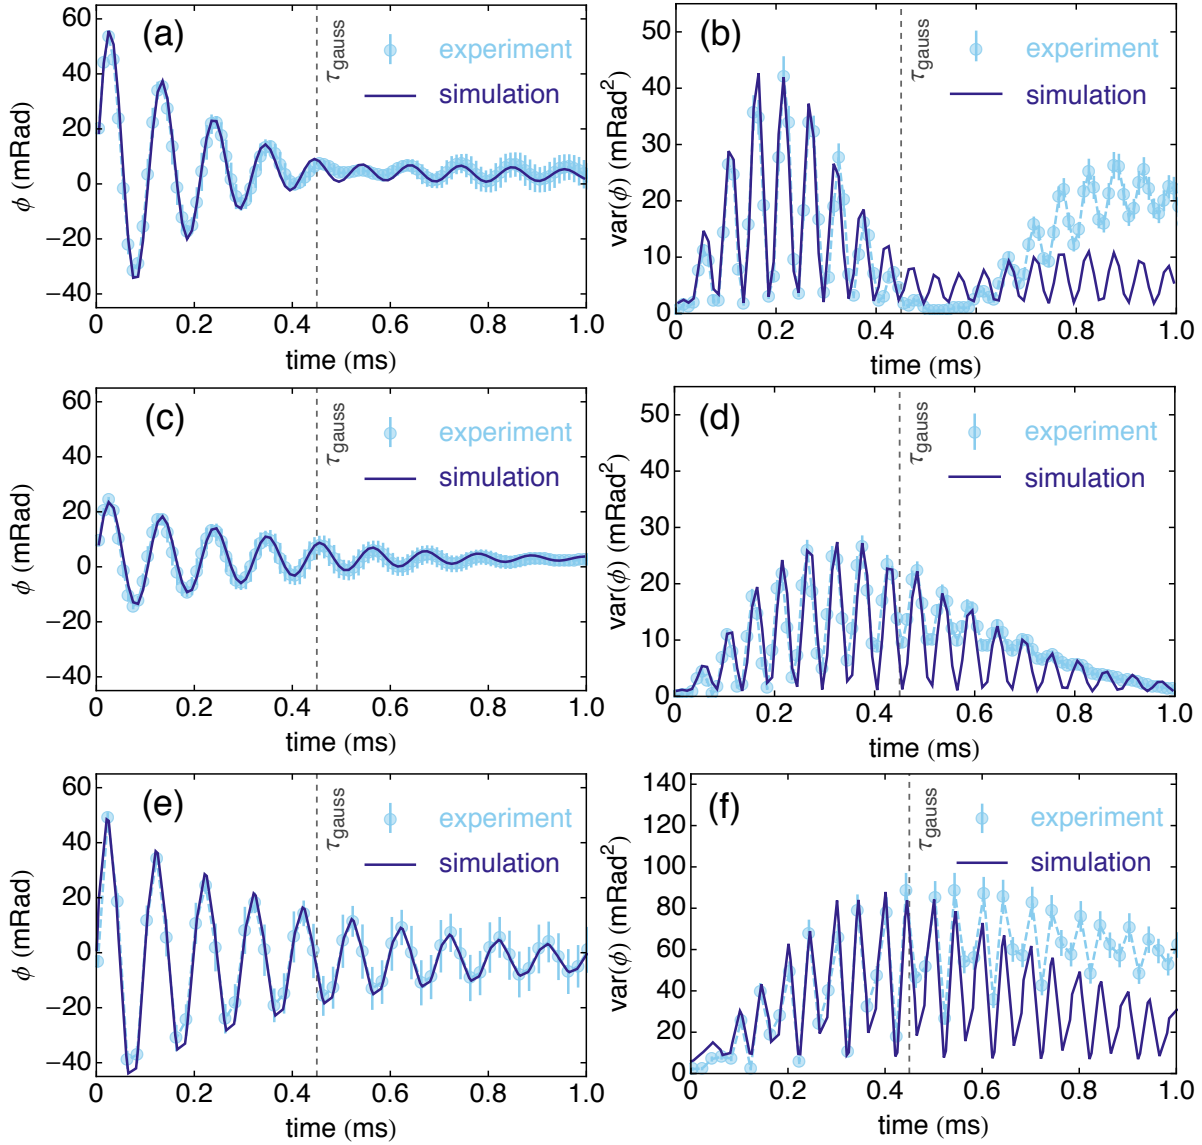 (a)
τgauss
experiment
simulation
ϕ (mRad)
60
40
20
0
−20
−40
0
0.2
0.4
0.6
0.8
1.0
time (ms)
(b)
τgauss
experiment
simulation
var(ϕ) (mRad²)
50
40
30
20
10
0
0
0.2
0.4
0.6
0.8
1.0
time (ms)
(c)
τgauss
experiment
simulation
ϕ (mRad)
60
40
20
0
−20
−40
0
0.2
0.4
0.6
0.8
1.0
time (ms)
(d)
τgauss
experiment
simulation
var(ϕ) (mRad²)
50
40
30
20
10
0
0
0.2
0.4
0.6
0.8
1.0
time (ms)
(e)
τgauss
experiment
simulation
ϕ (mRad)
60
40
20
0
−20
−40
0
0.2
0.4
0.6
0.8
1.0
time (ms)
(f)
τgauss
experiment
simulation
var(ϕ) (mRad²)
140
120
100
80
60
40
20
0
0
0.2
0.4
0.6
0.8
1.0
time (ms)